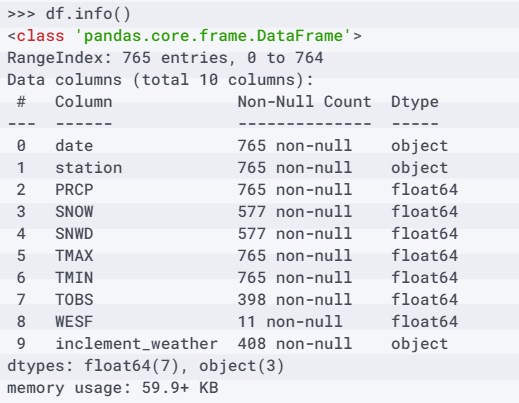 >>> df.info()
<class 'pandas.core.frame.DataFrame'>
RangeIndex: 765 entries, 0 to 764
Data columns (total 10 columns):
 #   Column             Non-Null Count  Dtype
---  ------             --------------  -----
 0   date               765 non-null    object
 1   station            765 non-null    object
 2   PRCP               765 non-null    float64
 3   SNOW               577 non-null    float64
 4   SNWD               577 non-null    float64
 5   TMAX               765 non-null    float64
 6   TMIN               765 non-null    float64
 7   TOBS               398 non-null    float64
 8   WESF               11 non-null     float64
 9   inclement_weather  408 non-null    object
dtypes: float64(7), object(3)
memory usage: 59.9+ KB